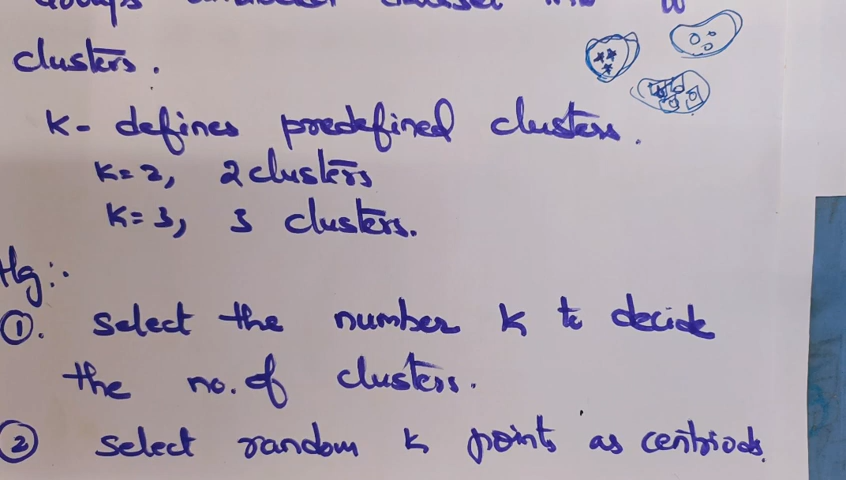 clusters.
K- defines predefined clusters.
K=2, 2 clusters
K=3, 3 clusters.
Alg:-
①. Select the number K to decide
the no. of clusters.
② Select random K points as centriods.